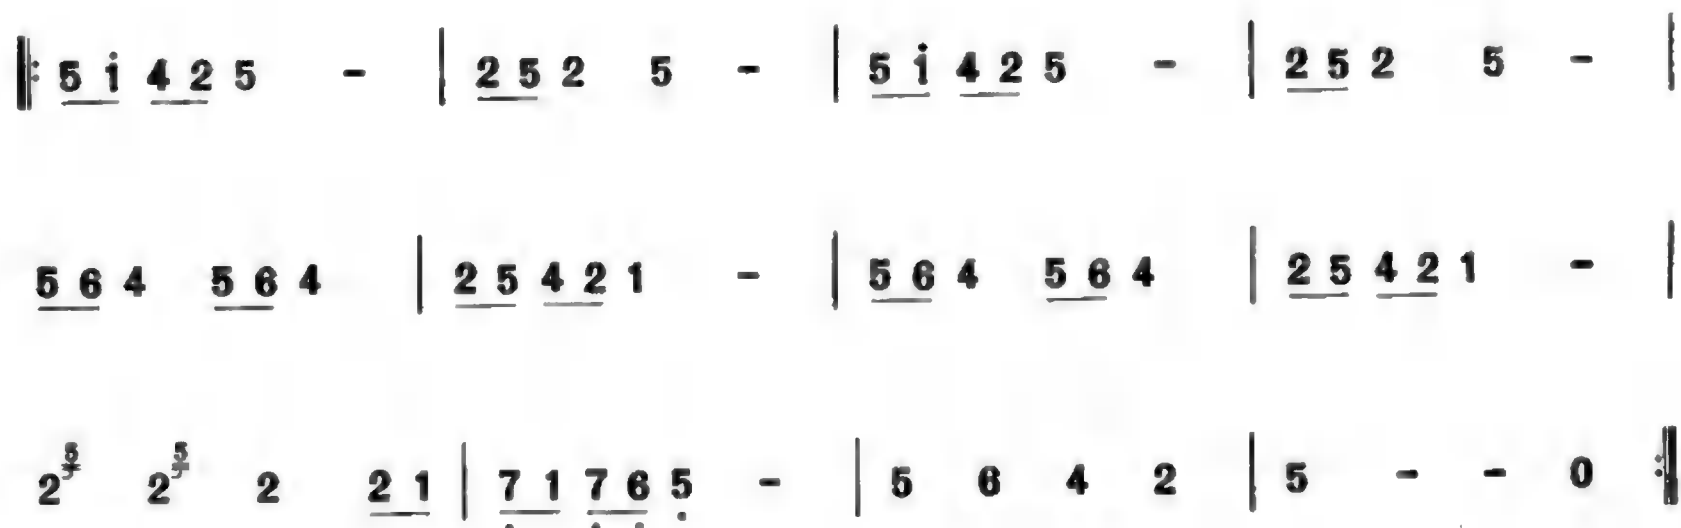 ‖: 5 i̇ 4 2 5 - | 2 5 2 5 - | 5 i̇ 4 2 5 - | 2 5 2 5 - |
5 6 4 5 6 4 | 2 5 4 2 1 - | 5 6 4 5 6 4 | 2 5 4 2 1 - |
2⁵ 2⁵ 2 2 1 | 7̣ 1 7̣ 6̣ 5̣ - | 5 6 4 2 | 5 - - 0 :‖